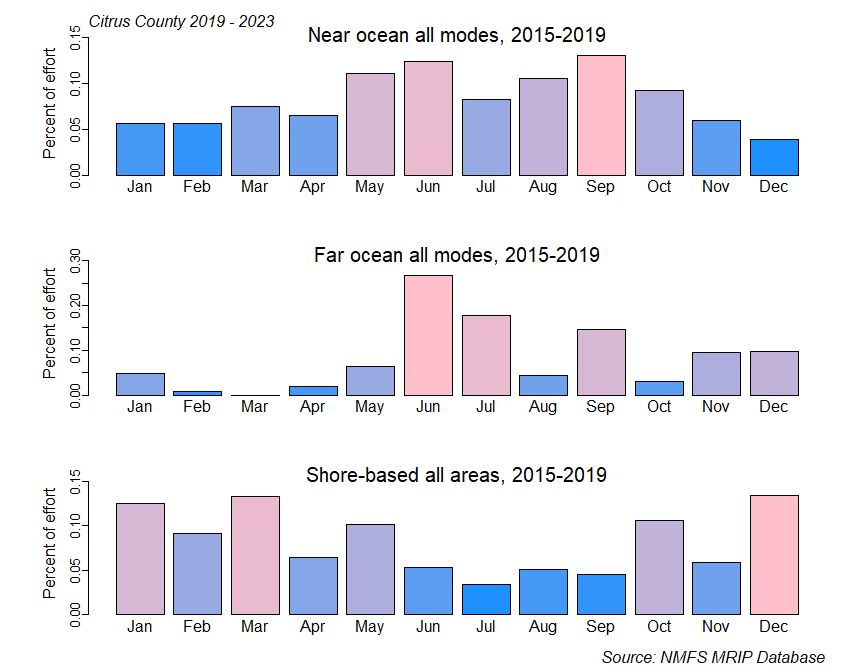 Citrus County 2019 - 2023
Near ocean all modes, 2015-2019
Percent of effort
0.15
0.10
0.05
0.00
Jan Feb Mar Apr May Jun Jul Aug Sep Oct Nov Dec
Far ocean all modes, 2015-2019
Percent of effort
0.30
0.20
0.10
0.00
Jan Feb Mar Apr May Jun Jul Aug Sep Oct Nov Dec
Shore-based all areas, 2015-2019
Percent of effort
0.15
0.10
0.05
0.00
Jan Feb Mar Apr May Jun Jul Aug Sep Oct Nov Dec
Source: NMFS MRIP Database